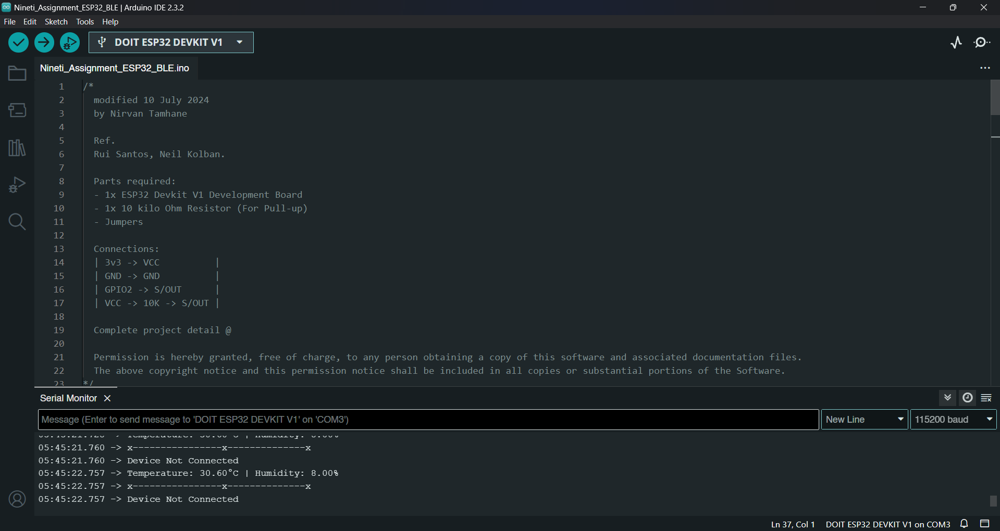 Nineti_Assignment_ESP32_BLE | Arduino IDE 2.3.2
File Edit Sketch Tools Help
DOIT ESP32 DEVKIT V1
Nineti_Assignment_ESP32_BLE.ino
1 /*
2 modified 10 July 2024
3 by Nirvan Tamhane
4
5 Ref.
6 Rui Santos, Neil Kolban.
7
8 Parts required:
9 - 1x ESP32 Devkit V1 Development Board
10 - 1x 10 kilo Ohm Resistor (For Pull-up)
11 - Jumpers
12
13 Connections:
14 | 3v3 -> VCC |
15 | GND -> GND |
16 | GPIO2 -> S/OUT |
17 | VCC -> 10K -> S/OUT |
18
19 Complete project detail @
20
21 Permission is hereby granted, free of charge, to any person obtaining a copy of this software and associated documentation files.
22 The above copyright notice and this permission notice shall be included in all copies or substantial portions of the Software.
23 */
Serial Monitor
Message (Enter to send message to 'DOIT ESP32 DEVKIT V1' on 'COM3') New Line 115200 baud
05:45:21.760 -> x----------------x--------------x
05:45:21.760 -> Device Not Connected
05:45:22.757 -> Temperature: 30.60°C | Humidity: 8.00%
05:45:22.757 -> x----------------x--------------x
05:45:22.757 -> Device Not Connected
Ln 37, Col 1 DOIT ESP32 DEVKIT V1 on COM3